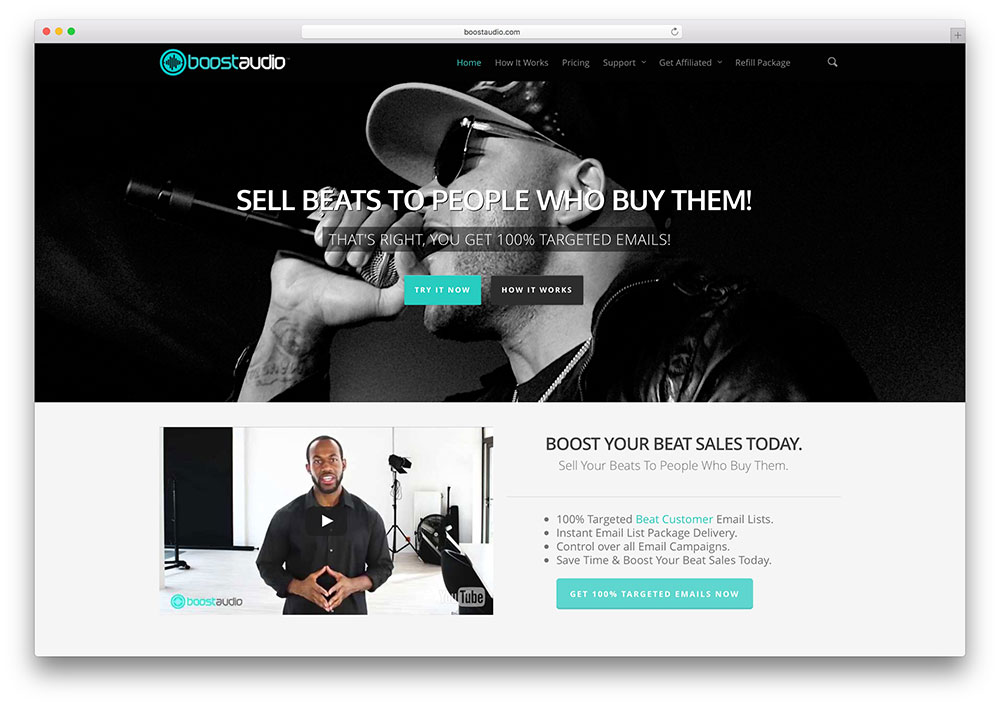 boostaudio.com
boostaudio
Home How It Works Pricing Support Get Affiliated Refill Package
SELL BEATS TO PEOPLE WHO BUY THEM!
THAT'S RIGHT, YOU GET 100% TARGETED EMAILS!
TRY IT NOW HOW IT WORKS
BOOST YOUR BEAT SALES TODAY.
Sell Your Beats To People Who Buy Them.
100% Targeted Beat Customer Email Lists.
Instant Email List Package Delivery.
Control over all Email Campaigns.
Save Time & Boost Your Beat Sales Today.
GET 100% TARGETED EMAILS NOW
boostaudio
YouTube